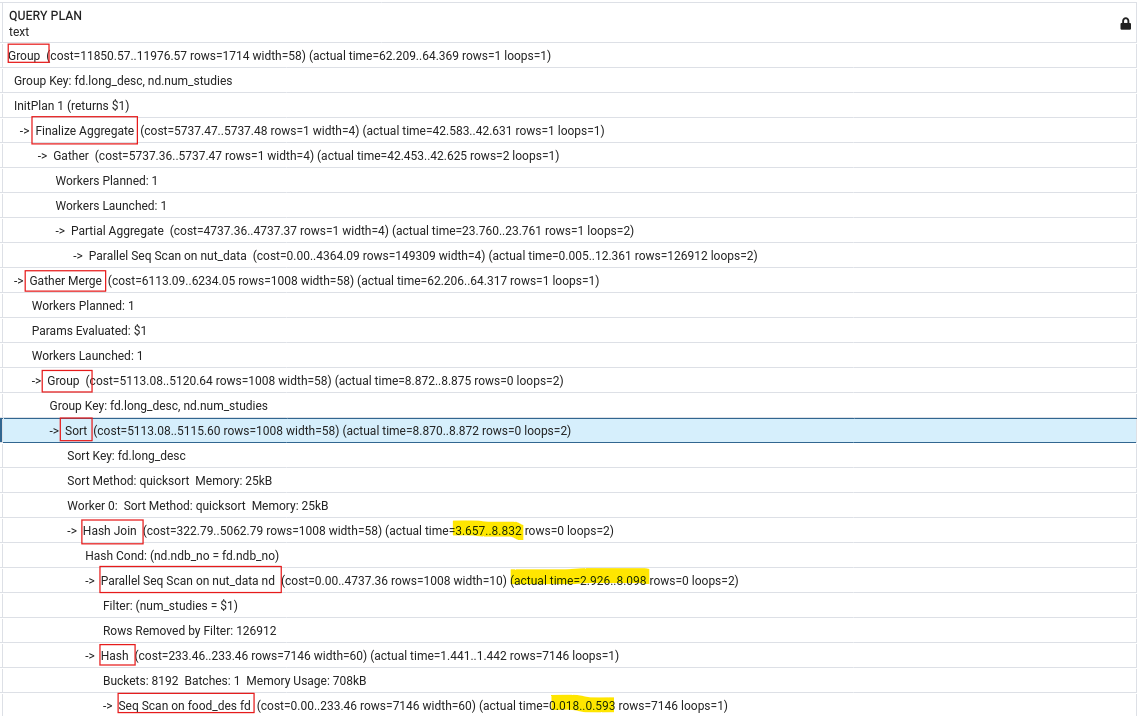 QUERY PLAN
text
Group (cost=11850.57..11976.57 rows=1714 width=58) (actual time=62.209..64.369 rows=1 loops=1)
Group Key: fd.long_desc, nd.num_studies
InitPlan 1 (returns $1)
-> Finalize Aggregate (cost=5737.47..5737.48 rows=1 width=4) (actual time=42.583..42.631 rows=1 loops=1)
-> Gather (cost=5737.36..5737.47 rows=1 width=4) (actual time=42.453..42.625 rows=2 loops=1)
Workers Planned: 1
Workers Launched: 1
-> Partial Aggregate (cost=4737.36..4737.37 rows=1 width=4) (actual time=23.760..23.761 rows=1 loops=2)
-> Parallel Seq Scan on nut_data (cost=0.00..4364.09 rows=149309 width=4) (actual time=0.005..12.361 rows=126912 loops=2)
-> Gather Merge (cost=6113.09..6234.05 rows=1008 width=58) (actual time=62.206..64.317 rows=1 loops=1)
Workers Planned: 1
Params Evaluated: $1
Workers Launched: 1
-> Group (cost=5113.08..5120.64 rows=1008 width=58) (actual time=8.872..8.875 rows=0 loops=2)
Group Key: fd.long_desc, nd.num_studies
-> Sort (cost=5113.08..5115.60 rows=1008 width=58) (actual time=8.870..8.872 rows=0 loops=2)
Sort Key: fd.long_desc
Sort Method: quicksort Memory: 25kB
Worker 0: Sort Method: quicksort Memory: 25kB
-> Hash Join (cost=322.79..5062.79 rows=1008 width=58) (actual time=3.657..8.832 rows=0 loops=2)
Hash Cond: (nd.ndb_no = fd.ndb_no)
-> Parallel Seq Scan on nut_data nd (cost=0.00..4737.36 rows=1008 width=10) (actual time=2.926..8.098 rows=0 loops=2)
Filter: (num_studies = $1)
Rows Removed by Filter: 126912
-> Hash (cost=233.46..233.46 rows=7146 width=60) (actual time=1.441..1.442 rows=7146 loops=1)
Buckets: 8192 Batches: 1 Memory Usage: 708kB
-> Seq Scan on food_des fd (cost=0.00..233.46 rows=7146 width=60) (actual time=0.018..0.593 rows=7146 loops=1)